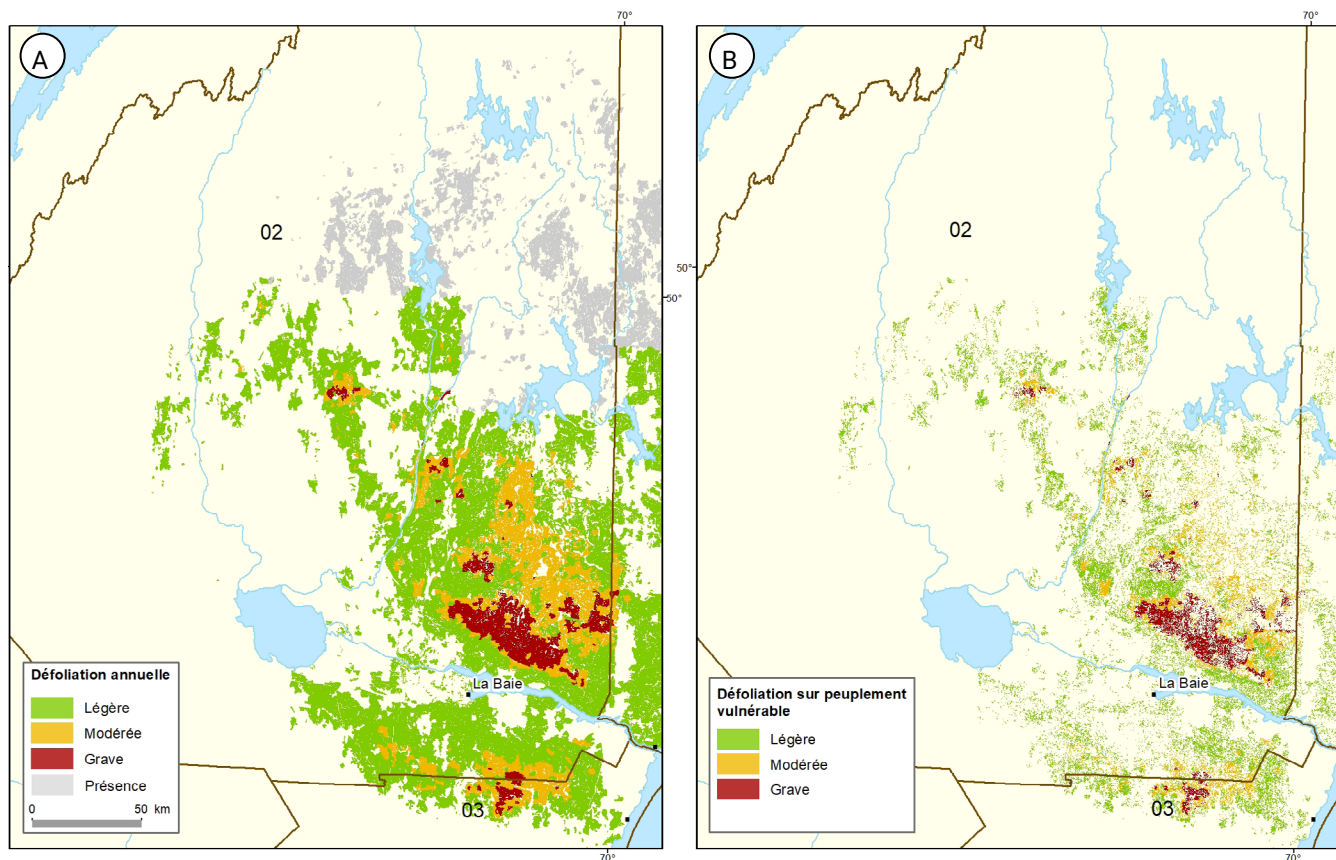 70°
A
02
50°
La Baie
03
Défoliation annuelle
Légère
Modérée
Grave
Présence
0 50 km
70°
70°
B
02
50°
La Baie
03
Défoliation sur peuplement
vulnérable
Légère
Modérée
Grave
70°